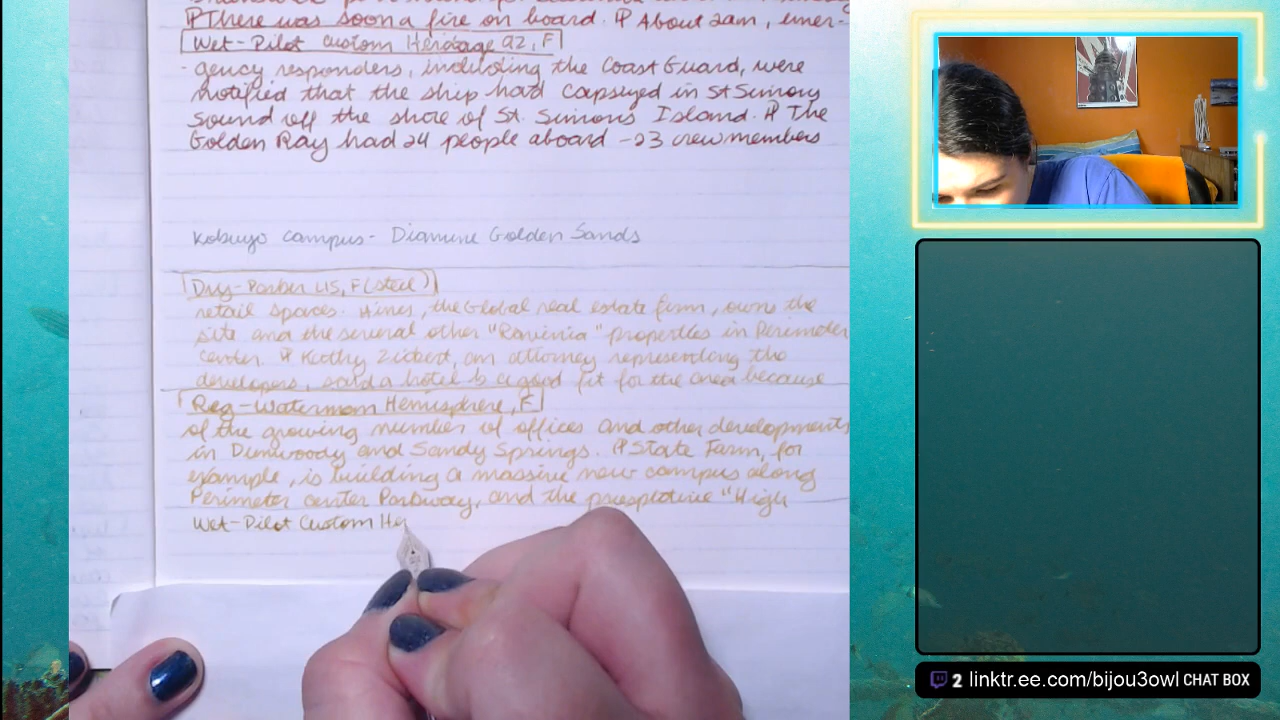 There was soon a fire on board. ¶ About 2am, emer-
Wet-Pilot Custom Heritage 92, F
gency responders, including the Coast Guard, were
notified that the ship had capsized in St Simons
Sound off the shore of St. Simons Island. ¶ The
Golden Ray had 24 people aboard - 23 crewmembers
Kobuyo campus - Diamine Golden Sands
Dry-Parker 45, F (steel)
retail spaces. Hines, the global real estate firm, owns the
site and the several other "Ravinia" properties in Perimeter
Center. ¶ Kathy Zickert, an attorney representing the
developers, said a hotel is a good fit for the area because
Reg-Waterman Hemisphere, F
of the growing number of offices and other developments
in Dunwoody and Sandy Springs. ¶ State Farm, for
example, is building a massive new campus along
Perimeter Center Parkway, and the prospective "High
Wet-Pilot Custom He
2 linktr.ee.com/bijou3owl CHAT BOX